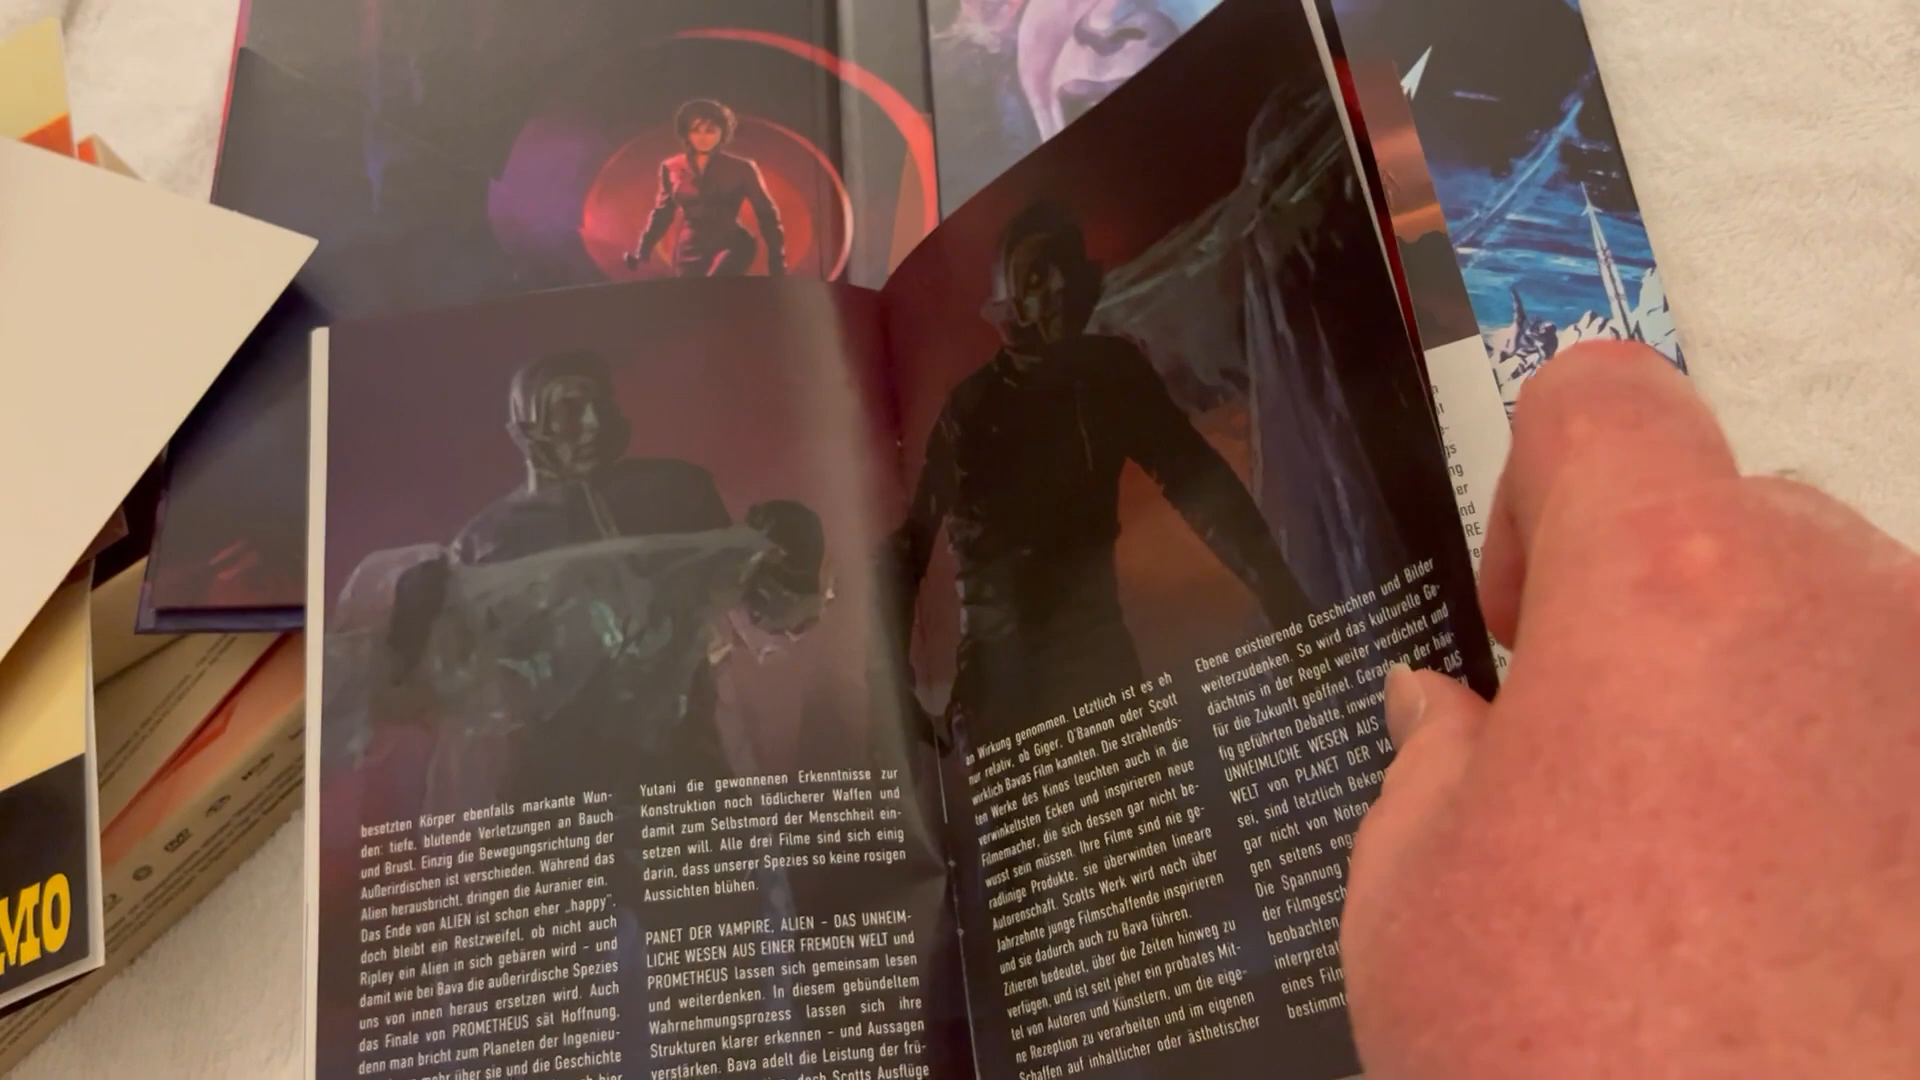 besetzten Körper ebenfalls markante Wun-
den: tiefe, blutende Verletzungen an Bauch
und Brust. Einzig die Bewegungsrichtung der
Außerirdischen ist verschieden. Während das
Alien herausbricht, dringen die Auranier ein.
Das Ende von ALIEN ist schon eher „happy“,
doch bleibt ein Restzweifel, ob nicht auch
Ripley ein Alien in sich gebären wird – und
damit wie bei Bava die außerirdische Spezies
uns von innen heraus ersetzen wird. Auch
das Finale von PROMETHEUS sät Hoffnung,
denn man bricht zum Planeten der Ingenieu-
mehr über sie und die Geschichte
Yutani die gewonnenen Erkenntnisse zur
Konstruktion noch tödlicherer Waffen und
damit zum Selbstmord der Menschheit ein-
setzen will. Alle drei Filme sind sich einig
darin, dass unserer Spezies so keine rosigen
Aussichten blühen.
PANET DER VAMPIRE, ALIEN – DAS UNHEIM-
LICHE WESEN AUS EINER FREMDEN WELT und
PROMETHEUS lassen sich gemeinsam lesen
und weiterdenken. In diesem gebündeltem
Wahrnehmungsprozess lassen sich ihre
Strukturen klarer erkennen – und Aussagen
verstärken. Bava adelt die Leistung der frü-
doch Scotts Ausflüge
an Wirkung genommen. Letztlich ist es eh
nur relativ, ob Giger, O'Bannon oder Scott
wirklich Bavas Film kannten. Die strahlends-
ten Werke des Kinos leuchten auch in die
verwinkeltsten Ecken und inspirieren neue
Filmemacher, die sich dessen gar nicht be-
wusst sein müssen. Ihre Filme sind nie ge-
radlinige Produkte, sie überwinden lineare
Autorenschaft. Scotts Werk wird noch über
Jahrzehnte junge Filmschaffende inspirieren
und sie dadurch auch zu Bava führen.
Zitieren bedeutet, über die Zeiten hinweg zu
verfügen, und ist seit jeher ein probates Mit-
tel von Autoren und Künstlern, um die eige-
ne Rezeption zu verarbeiten und im eigenen
Schaffen auf inhaltlicher oder ästhetischer
Ebene existierende Geschichten und Bilder
weiterzudenken. So wird das kulturelle Ge-
dächtnis in der Regel weiter verdichtet und
für die Zukunft geöffnet. Gerade in der häu-
fig geführten Debatte, inwiew
– DAS
UNHEIMLICHE WESEN AUS
WELT von PLANET DER VA
sei, sind letztlich Beken
gar nicht von Nöten
gen seitens eng
Die Spannung
der Filmgesc
beobachten
interpretat
eines Film
bestimmt
MO
DVD